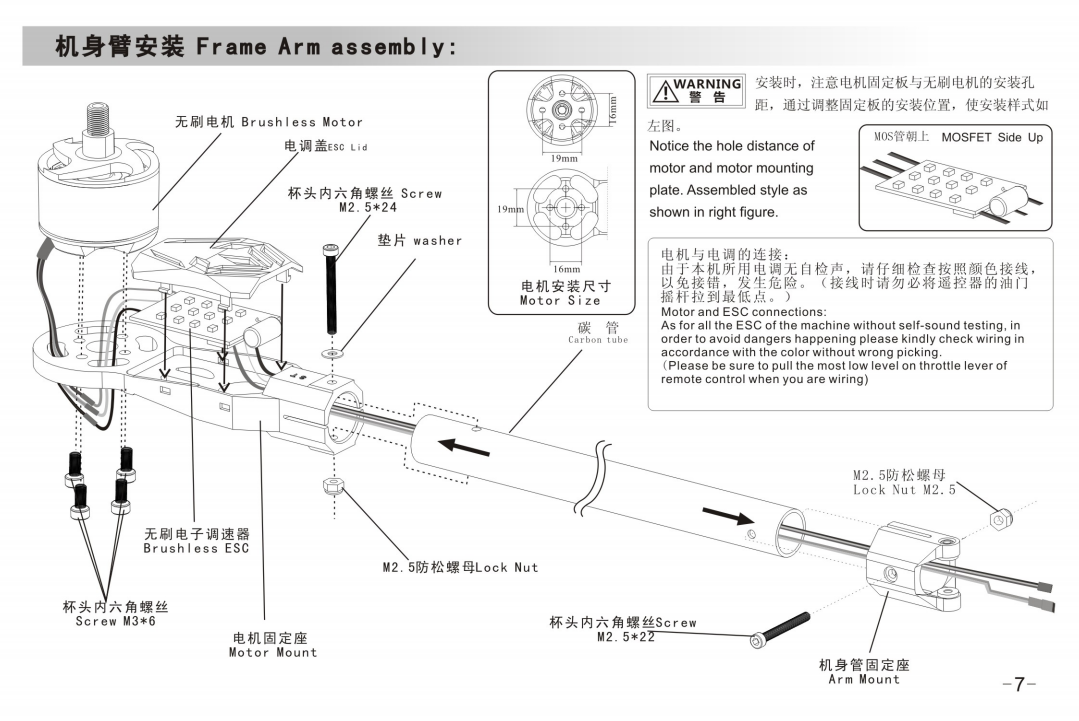 机身臂安装 Frame Arm assembly:
无刷电机 Brushless Motor
电调盖ESC Lid
杯头内六角螺丝 Screw
M2.5*24
垫片 washer
16mm
19mm
19mm
16mm
电机安装尺寸
Motor Size
WARNING
警 告
安装时，注意电机固定板与无刷电机的安装孔
距，通过调整固定板的安装位置，使安装样式如
左图。
Notice the hole distance of
motor and motor mounting
plate. Assembled style as
shown in right figure.
MOS管朝上 MOSFET Side Up
电机与电调的连接：
由于本机所用电调无自检声，请仔细检查按照颜色接线，
以免接错，发生危险。（接线时请勿必将遥控器的油门
摇杆拉到最低点。）
Motor and ESC connections:
As for all the ESC of the machine without self-sound testing, in
order to avoid dangers happening please kindly check wiring in
accordance with the color without wrong picking.
（Please be sure to pull the most low level on throttle lever of
remote control when you are wiring)
碳 管
Carbon tube
M2.5防松螺母
Lock Nut M2.5
无刷电子调速器
Brushless ESC
M2.5防松螺母Lock Nut
杯头内六角螺丝
Screw M3*6
电机固定座
Motor Mount
杯头内六角螺丝Screw
M2.5*22
机身管固定座
Arm Mount
-7-